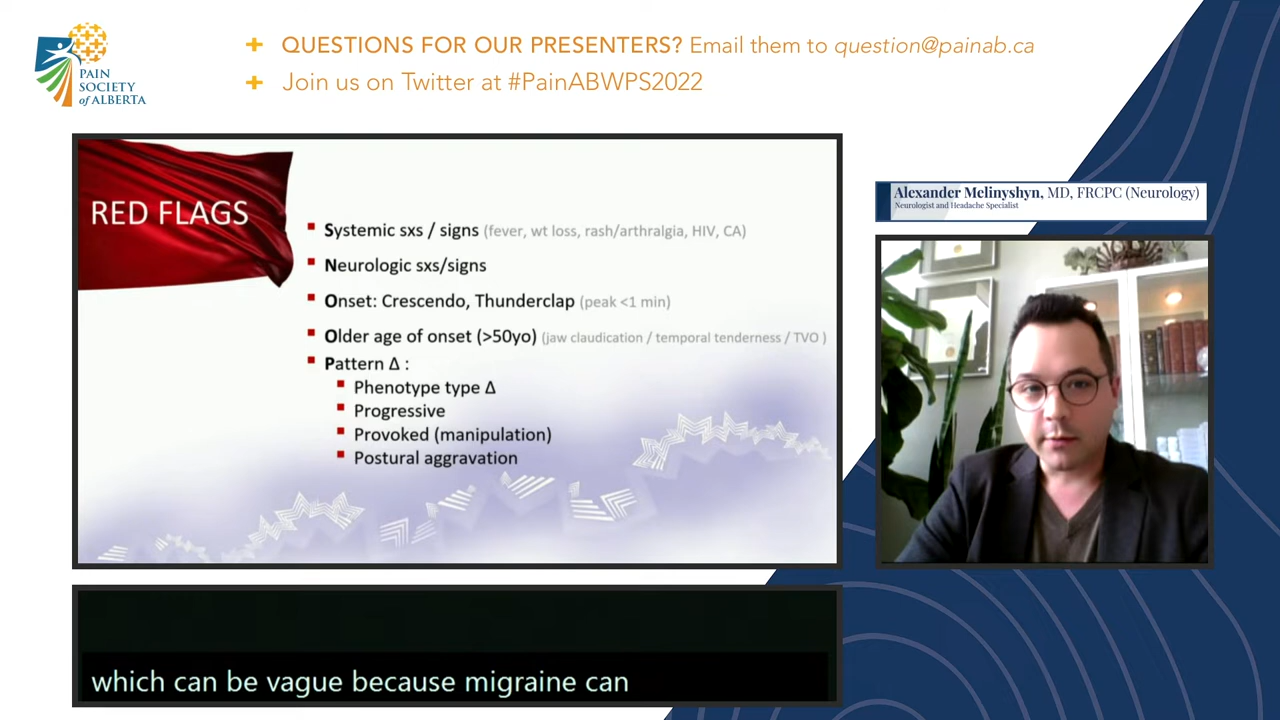 PAIN
SOCIETY
of ALBERTA
+ QUESTIONS FOR OUR PRESENTERS? Email them to question@painab.ca
+ Join us on Twitter at #PainABWPS2022
RED FLAGS
Systemic sxs / signs (fever, wt loss, rash/arthralgia, HIV, CA)
Neurologic sxs/signs
Onset: Crescendo, Thunderclap (peak <1 min)
Older age of onset (>50yo) (jaw claudication / temporal tenderness / TVO )
Pattern Δ :
Phenotype type Δ
Progressive
Provoked (manipulation)
Postural aggravation
Alexander Melinyshyn, MD, FRCPC (Neurology)
Neurologist and Headache Specialist
which can be vague because migraine can